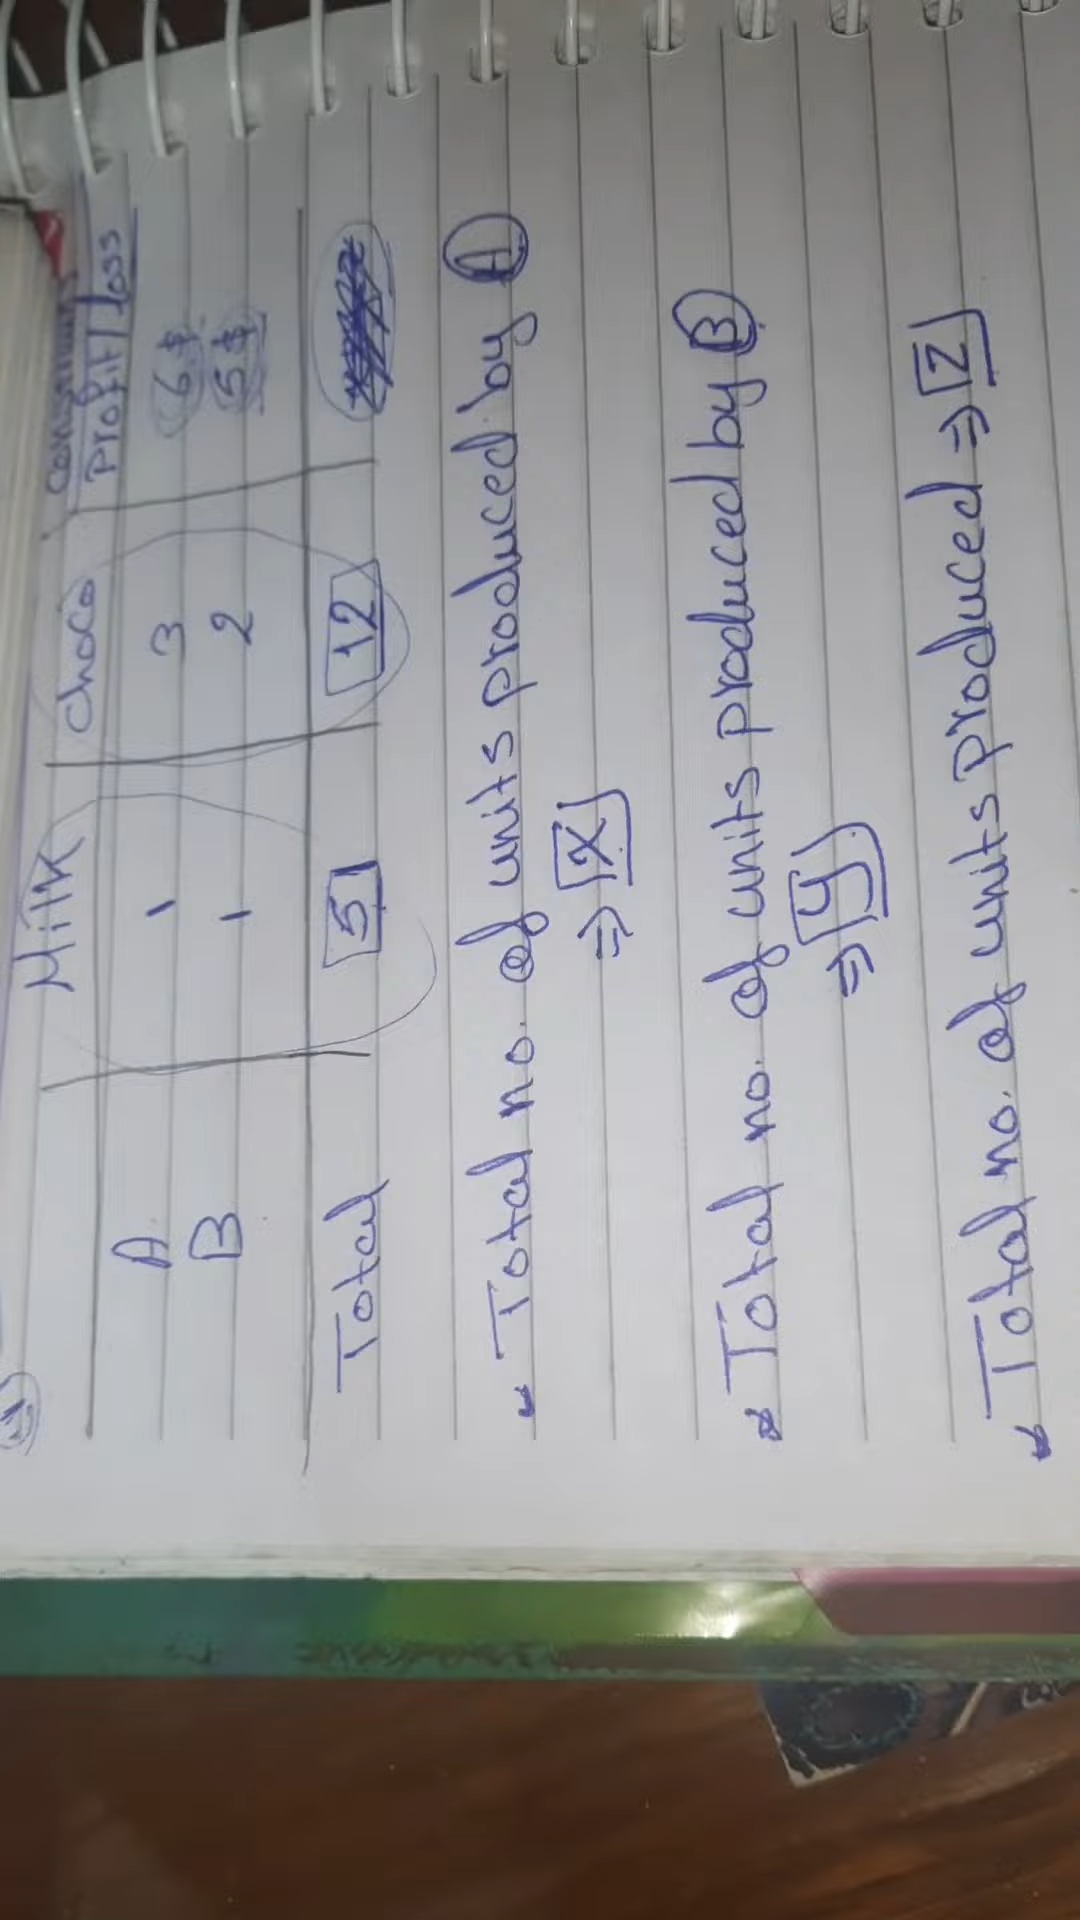 ①
Milk Choco Profit/loss
A 1 3 6$
B 1 2 5$
Total 5 12
Total no. of units produced by A
⇒ X
Total no. of units produced by B
⇒ Y
Total no. of units produced ⇒ Z